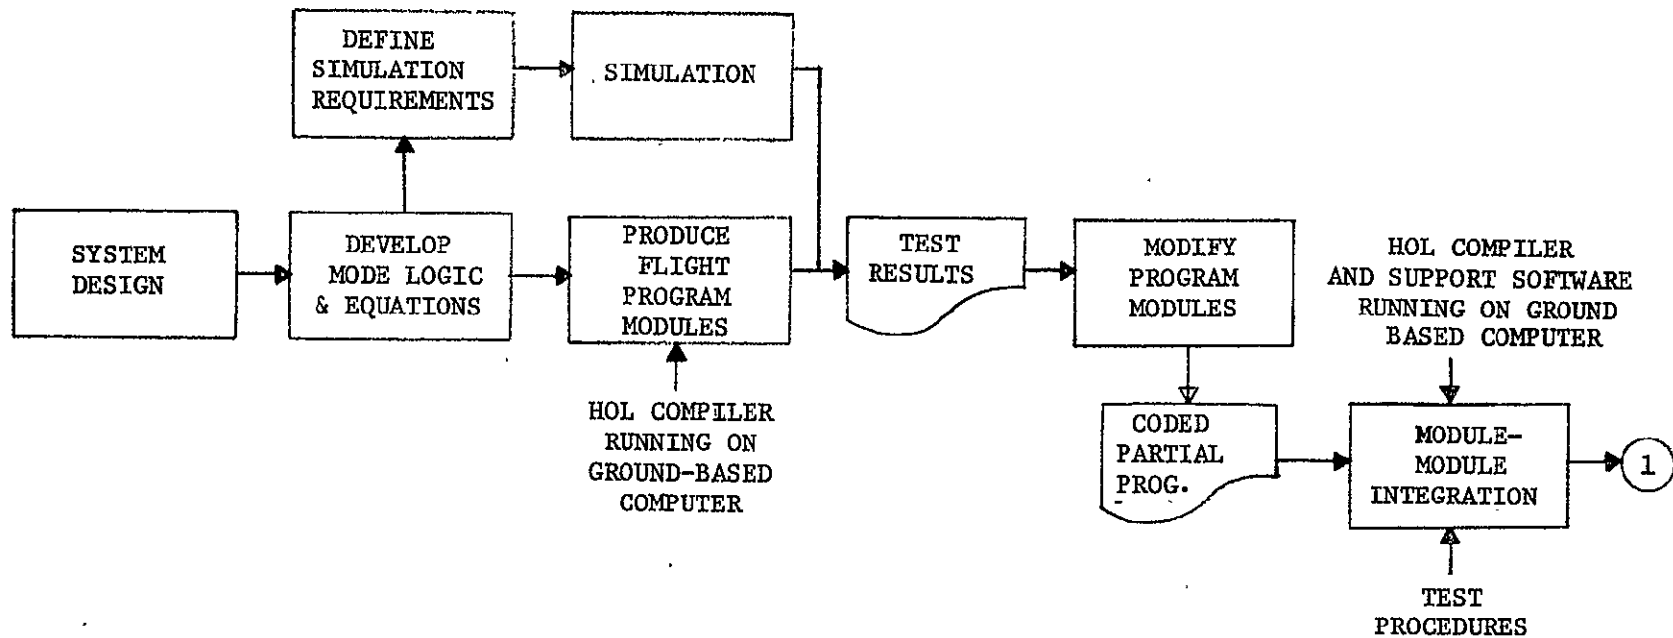 DEFINE
SIMULATION
REQUIREMENTS
SIMULATION
SYSTEM
DESIGN
DEVELOP
MODE LOGIC
& EQUATIONS
PRODUCE
FLIGHT
PROGRAM
MODULES
HOL COMPILER
RUNNING ON
GROUND-BASED
COMPUTER
TEST
RESULTS
MODIFY
PROGRAM
MODULES
HOL COMPILER
AND SUPPORT SOFTWARE
RUNNING ON GROUND
BASED COMPUTER
CODED
PARTIAL
PROG.
MODULE-
MODULE
INTEGRATION
1
TEST
PROCEDURES